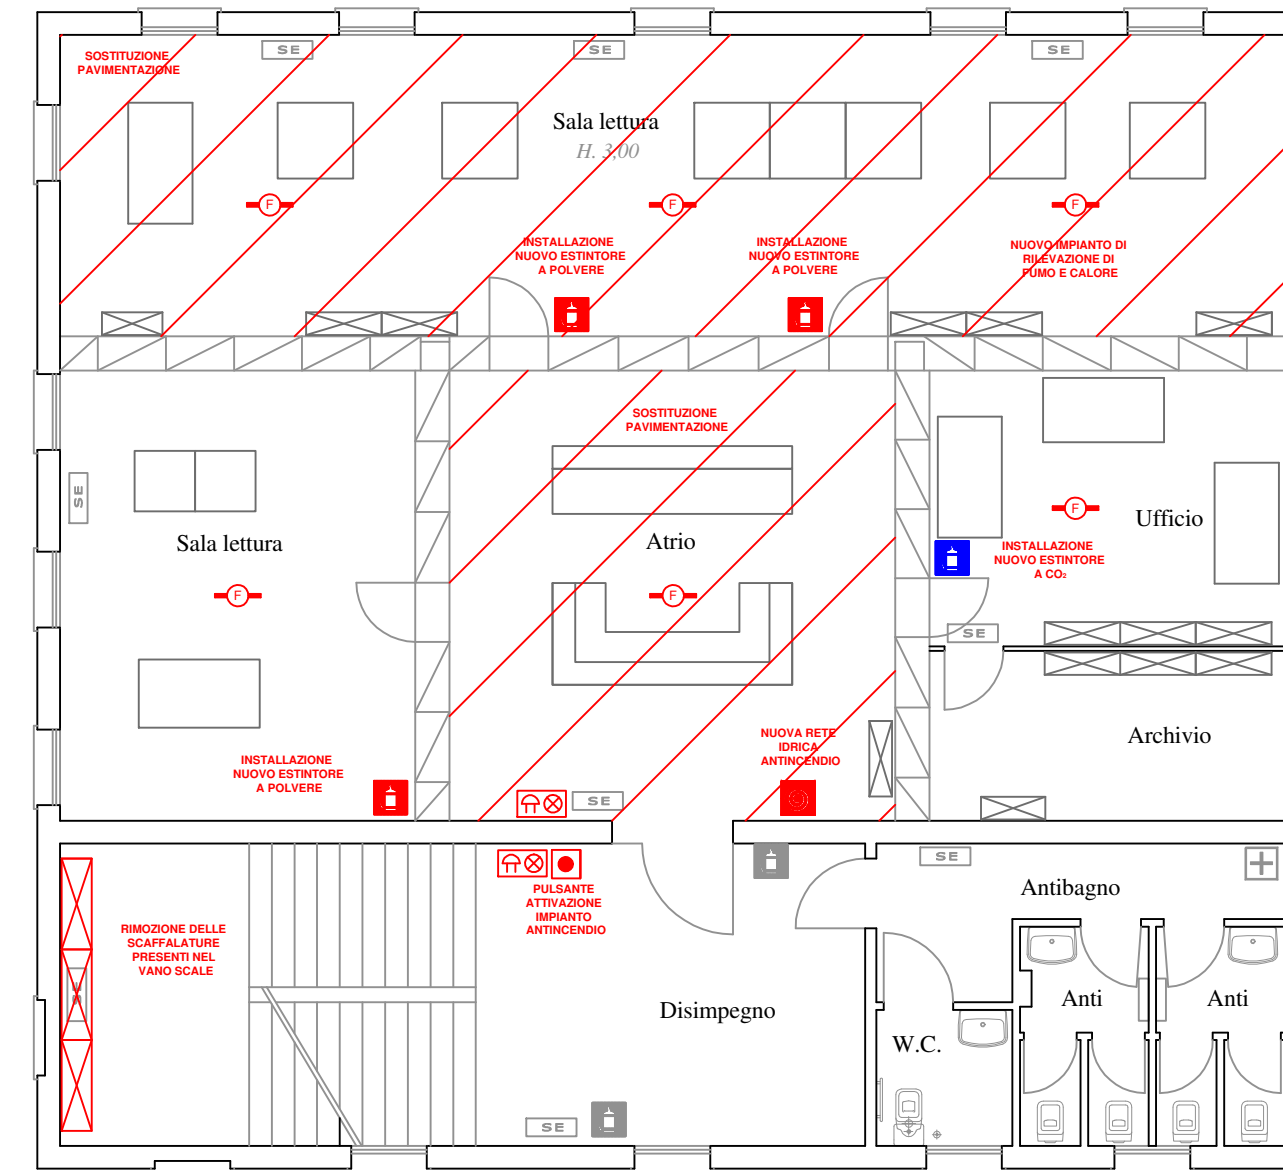 SOSTITUZIONE
PAVIMENTAZIONE
SE
SE
SE
Sala lettura
H. 3,00
F
F
F
INSTALLAZIONE
NUOVO ESTINTORE
A POLVERE
INSTALLAZIONE
NUOVO ESTINTORE
A POLVERE
NUOVO IMPIANTO DI
RILEVAZIONE DI
FUMO E CALORE
SOSTITUZIONE
PAVIMENTAZIONE
SE
Sala lettura
F
INSTALLAZIONE
NUOVO ESTINTORE
A POLVERE
Atrio
F
SE
NUOVA RETE
IDRICA
ANTINCENDIO
F
Ufficio
INSTALLAZIONE
NUOVO ESTINTORE
A CO₂
SE
Archivio
RIMOZIONE DELLE
SCAFFALATURE
PRESENTI NEL
VANO SCALE
SE
PULSANTE
ATTIVAZIONE
IMPIANTO
ANTINCENDIO
Disimpegno
SE
SE
Antibagno
Anti
Anti
W.C.